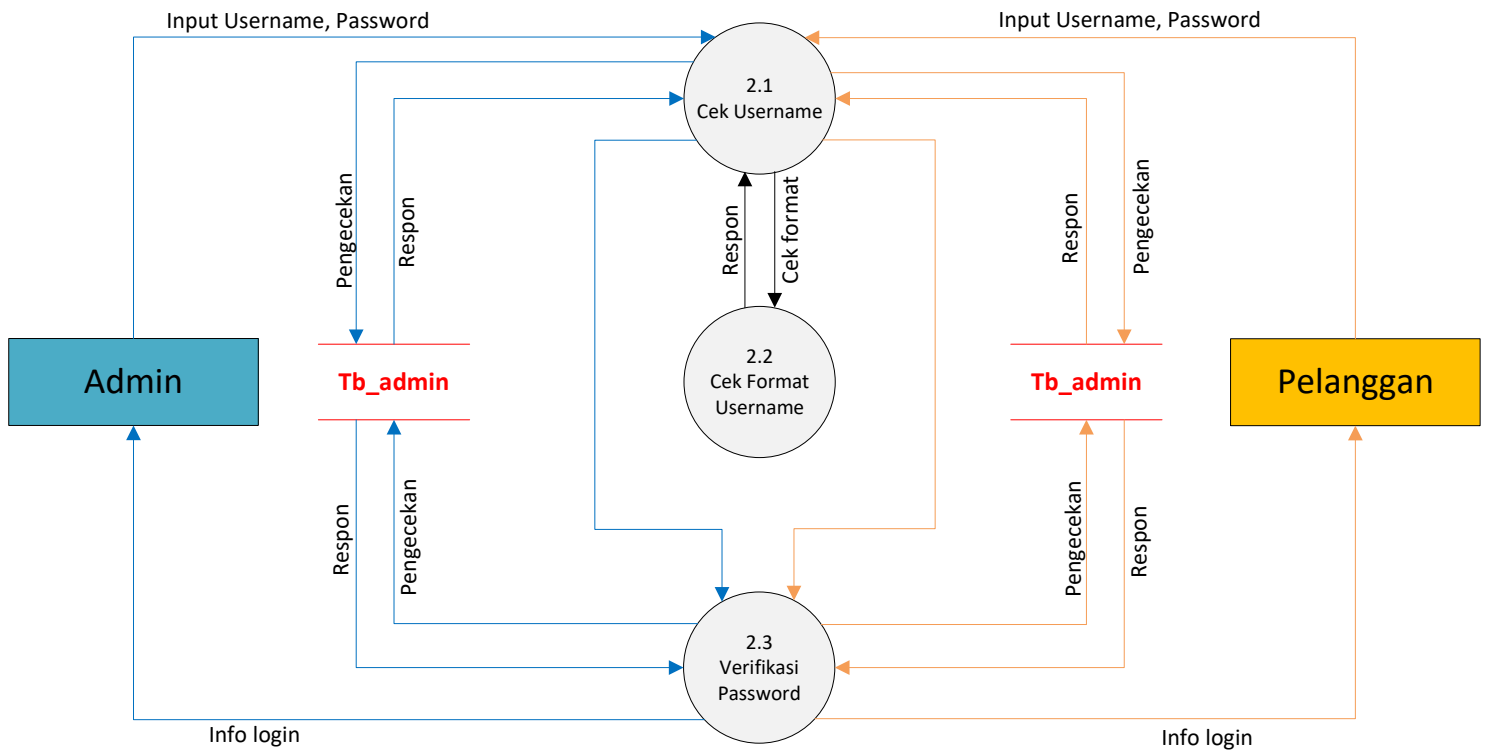 Input Username, Password
Input Username, Password
2.1
Cek Username
Pengecekan
Respon
Respon
Cek format
Respon
Pengecekan
Admin
Tb_admin
2.2
Cek Format
Username
Tb_admin
Pelanggan
Respon
Pengecekan
Pengecekan
Respon
2.3
Verifikasi
Password
Info login
Info login